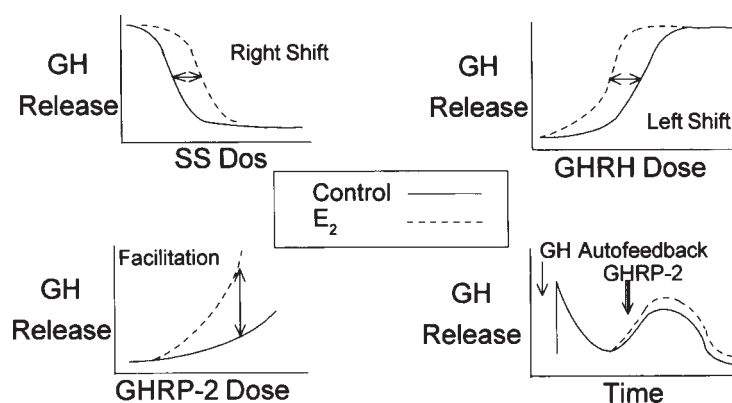 GH
Release
Right Shift
SS Dos
GH
Release
Left Shift
GHRH Dose
Control
E₂
Facilitation
GH
Release
GHRP-2 Dose
GH Autofeedback
GHRP-2
GH
Release
Time